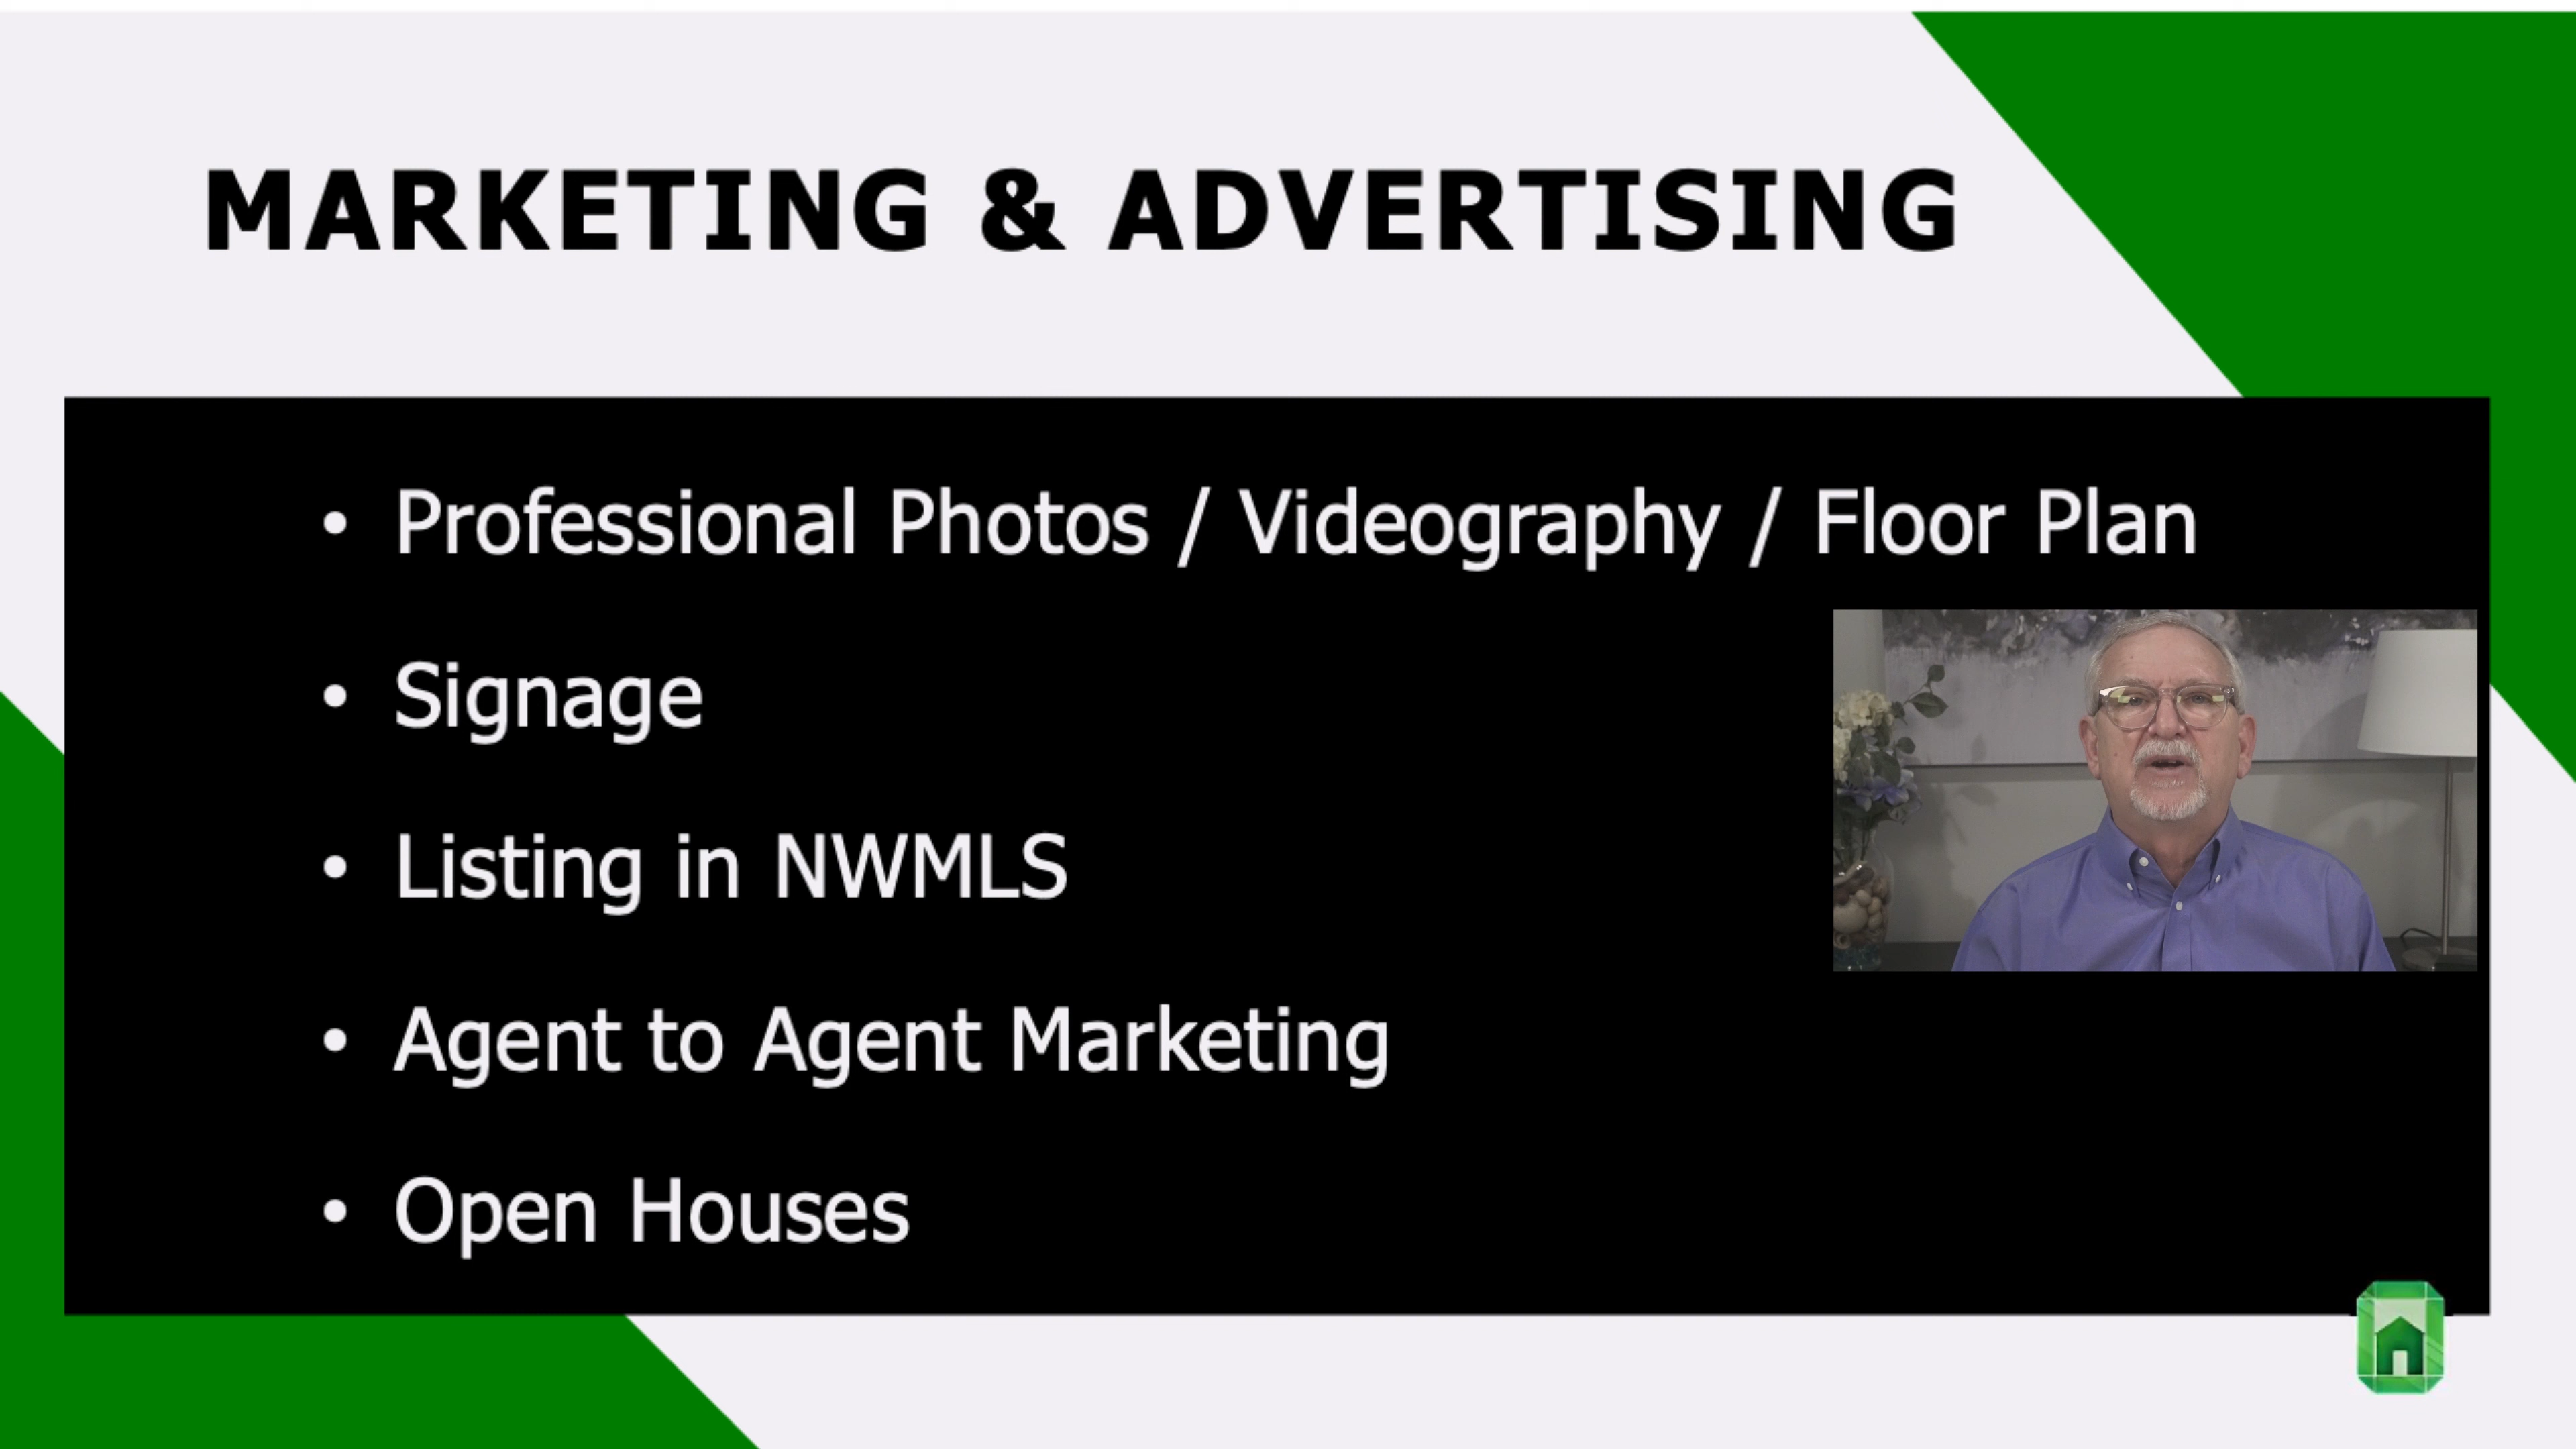 MARKETING & ADVERTISING
• Professional Photos / Videography / Floor Plan
• Signage
• Listing in NWMLS
• Agent to Agent Marketing
• Open Houses